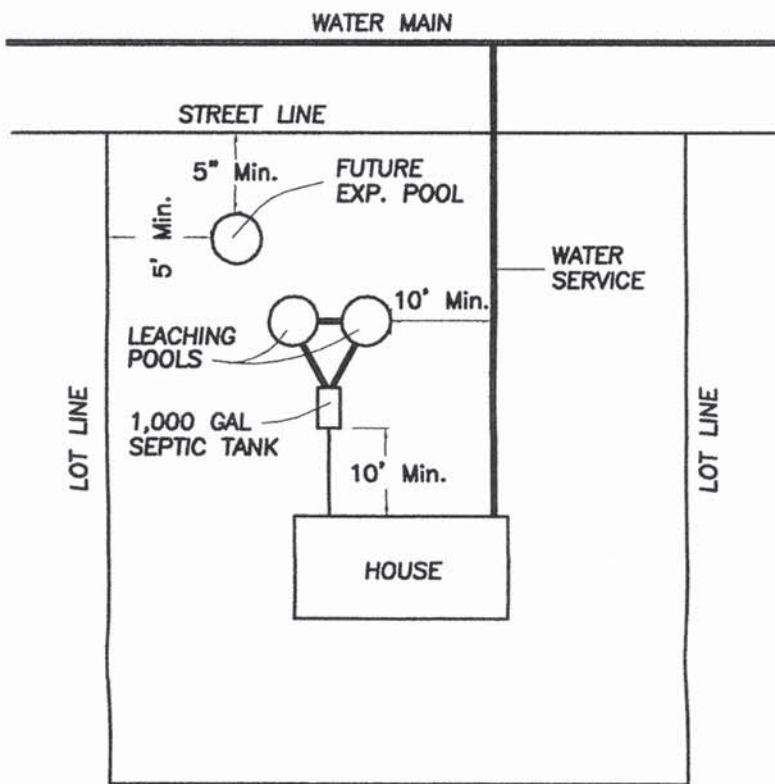 WATER MAIN
STREET LINE
5" Min.
FUTURE
EXP. POOL
5' Min.
WATER
SERVICE
10' Min.
LEACHING
POOLS
1,000 GAL
SEPTIC TANK
10' Min.
LOT LINE
LOT LINE
HOUSE